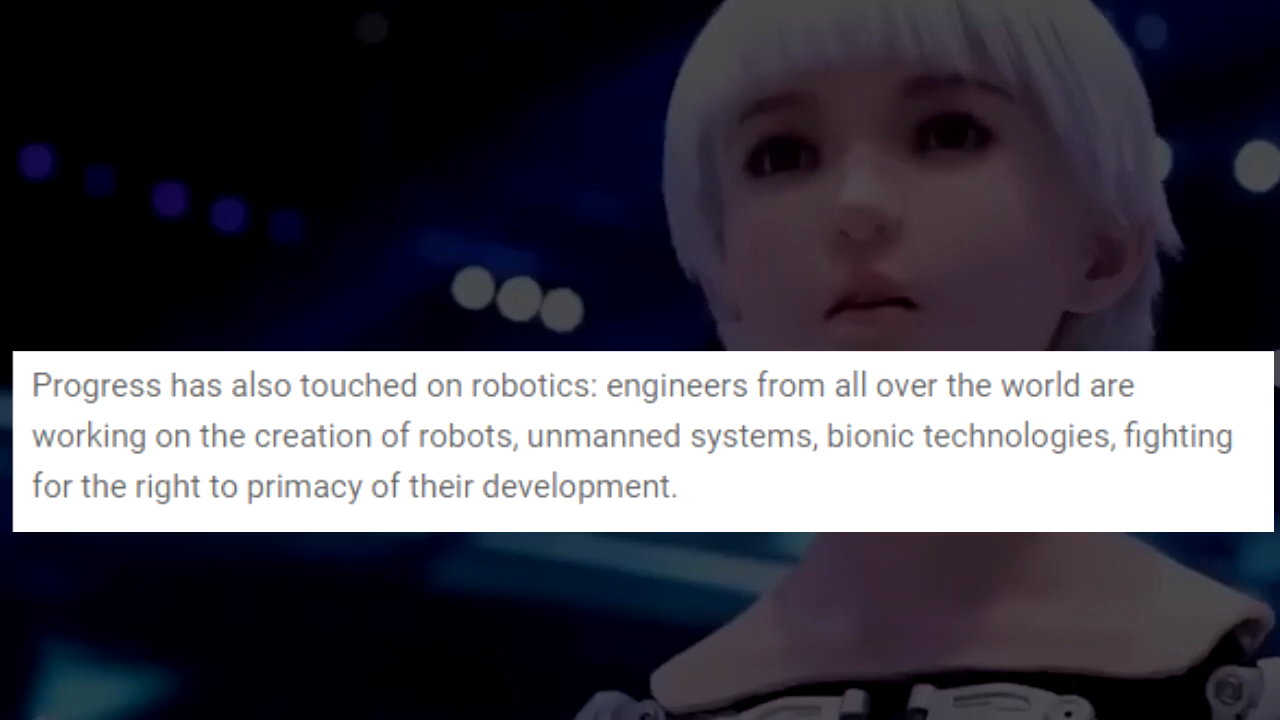 Progress has also touched on robotics: engineers from all over the world are
working on the creation of robots, unmanned systems, bionic technologies, fighting
for the right to primacy of their development.